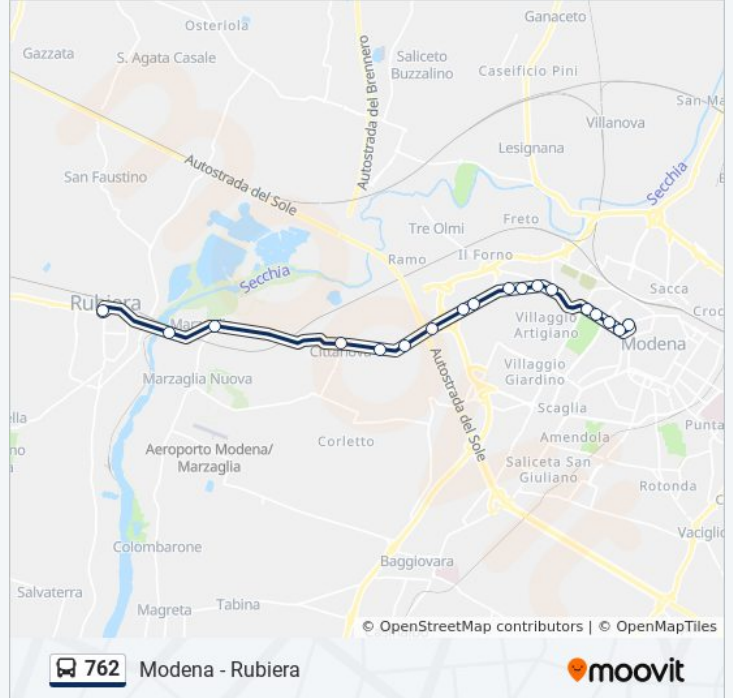 Ganaceto
Osteriola
Gazzata
S. Agata Casale
Saliceto
Buzzalino
Caseificio Pini
Autostrada del Brennero
San Ma
Villanova
Lesignana
Autostrada del Sole
San Faustino
Secchia
Tre Olmi
Freto
Ramo
Il Forno
Secchia
Sacca
Rubiera
Croc
Villaggio
Artigiano
Modena
Cittanova
Marzaglia Nuova
Villaggio
Giardino
Autostrada del Sole
Scaglia
ella
Corletto
Amendola
Punta
no
Aeroporto Modena/
Marzaglia
Saliceta San
Giuliano
Rotonda
Vaciglio
Colombarone
Baggiovara
Salvaterra
Tabina
Magreta
© OpenStreetMap contributors | © OpenMapTiles
762 Modena - Rubiera
moovit